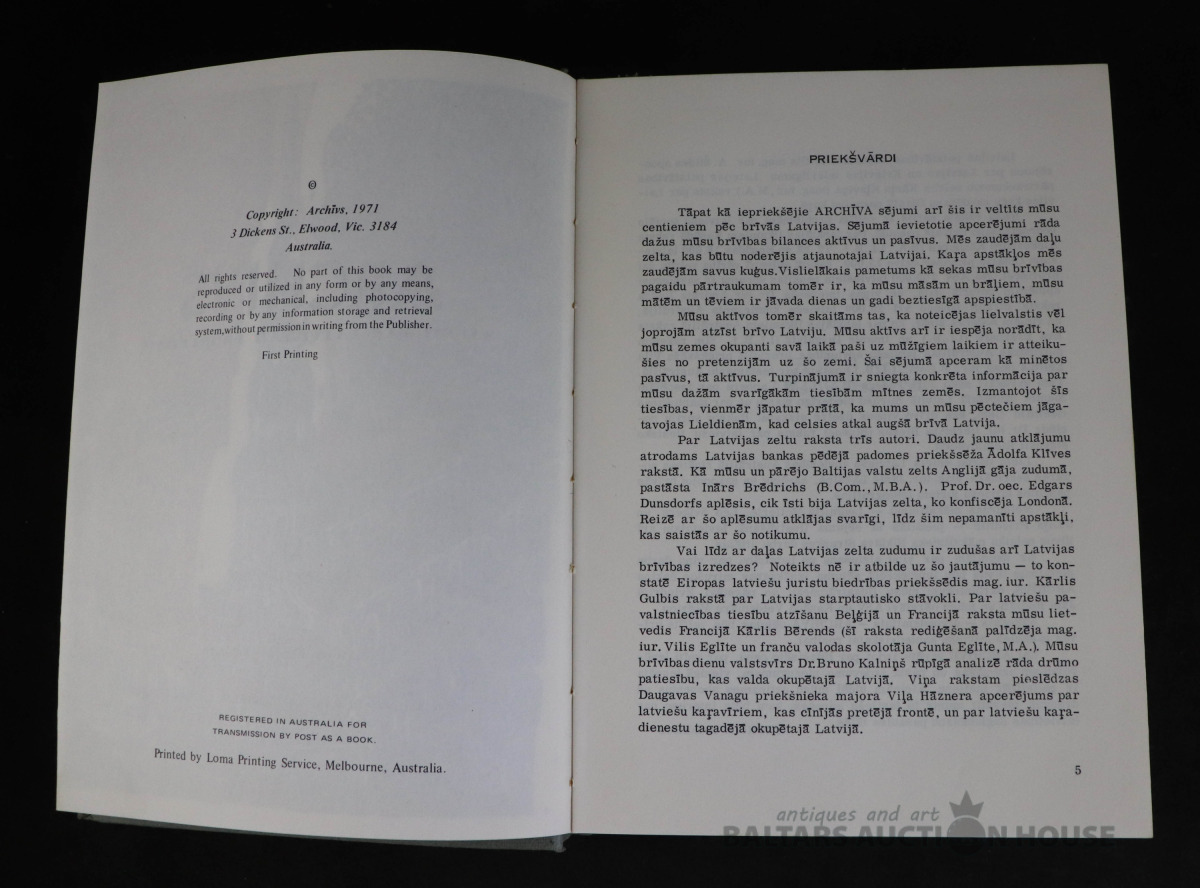 ©
Copyright: Archīvs, 1971
3 Dickens St., Elwood, Vic. 3184
Australia.
All rights reserved. No part of this book may be
reproduced or utilized in any form or by any means,
electronic or mechanical, including photocopying,
recording or by any information storage and retrieval
system, without permission in writing from the Publisher.
First Printing
REGISTERED IN AUSTRALIA FOR
TRANSMISSION BY POST AS A BOOK.
Printed by Loma Printing Service, Melbourne, Australia.
PRIEKŠVĀRDI
Tāpat kā iepriekšējie ARCHĪVA sējumi arī šis ir veltīts mūsu
centieniem pēc brīvās Latvijas. Sējumā ievietotie apcerējumi rāda
dažus mūsu brīvības bilances aktīvus un pasīvus. Mēs zaudējām daļu
zelta, kas būtu noderējis atjaunotajai Latvijai. Kaŗa apstākļos mēs
zaudējām savus kuģus. Vislielākais pametums kā sekas mūsu brīvības
pagaidu pārtraukumam tomēr ir, ka mūsu māsām un brāļiem, mūsu
mātēm un tēviem ir jāvada dienas un gadi beztiesīgā apspiestībā.
Mūsu aktīvos tomēr skaitāms tas, ka noteicējas lielvalstis vēl
joprojām atzīst brīvo Latviju. Mūsu aktīvs arī ir iespēja norādīt, ka
mūsu zemes okupanti savā laikā paši uz mūžīgiem laikiem ir atteiku-
šies no pretenzijām uz šo zemi. Šai sējumā apceram kā minētos
pasīvus, tā aktīvus. Turpinājumā ir sniegta konkrēta informācija par
mūsu dažām svarīgākām tiesībām mītnes zemēs. Izmantojot šīs
tiesības, vienmēr jāpatur prātā, ka mums un mūsu pēctečiem jāga-
tavojas Lieldienām, kad celsies atkal augšā brīvā Latvija.
Par Latvijas zeltu raksta trīs autori. Daudz jaunu atklājumu
atrodams Latvijas bankas pēdējā padomes priekšsēža Ādolfa Klīves
rakstā. Kā mūsu un pārējo Baltijas valstu zelts Anglijā gāja zudumā,
pastāsta Inārs Brēdrichs (B.Com., M.B.A.). Prof. Dr. oec. Edgars
Dunsdorfs aplēsis, cik īsti bija Latvijas zelta, ko konfiscēja Londonā.
Reizē ar šo aplēsumu atklājas svarīgi, līdz šim nepamanīti apstākļi,
kas saistās ar šo notikumu.
Vai līdz ar daļas Latvijas zelta zudumu ir zudušas arī Latvijas
brīvības izredzes? Noteikts nē ir atbilde uz šo jautājumu — to kon-
statē Eiropas latviešu juristu biedrības priekšsēdis mag. iur. Kārlis
Gulbis rakstā par Latvijas starptautisko stāvokli. Par latviešu pa-
valstniecības tiesību atzīšanu Beļģijā un Francijā raksta mūsu liet-
vedis Francijā Kārlis Bērends (šī raksta rediģēšanā palīdzēja mag.
iur. Vilis Eglīte un franču valodas skolotāja Gunta Eglīte, M.A.). Mūsu
brīvības dienu valstsvīrs Dr. Bruno Kalniņš rūpīgā analizē rāda drūmo
patiesību, kas valda okupētajā Latvijā. Viņa rakstam pieslēdzas
Daugavas Vanagu priekšnieka majora Viļa Hāznera apcerējums par
latviešu kaŗavīriem, kas cīnījās pretējā frontē, un par latviešu kaŗa-
dienestu tagadējā okupētajā Latvijā.
5
antiques and art
BALTARS AUCTION HOUSE